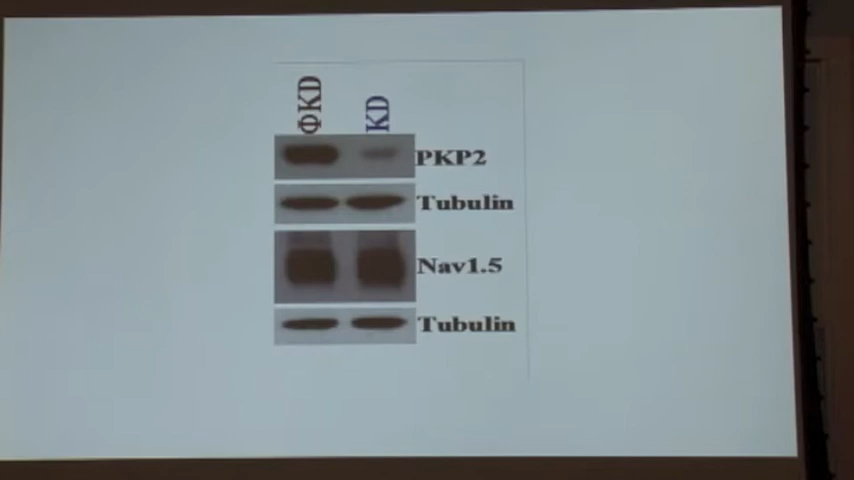 ΦKD
KD
PKP2
Tubulin
Nav1.5
Tubulin